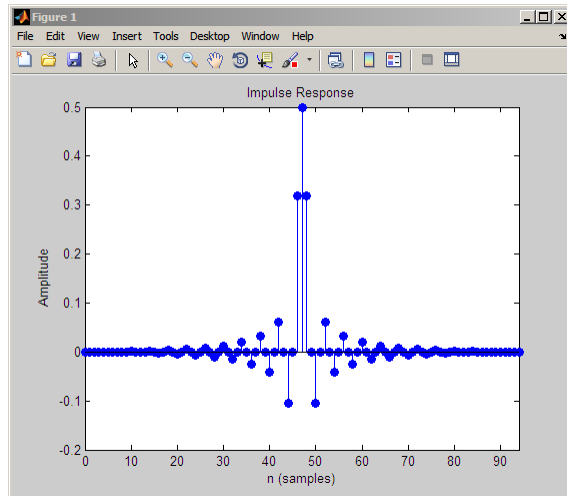 Figure 1
File Edit View Insert Tools Desktop Window Help
Impulse Response
0.5
0.4
0.3
0.2
0.1
0
-0.1
-0.2
Amplitude
0 10 20 30 40 50 60 70 80 90
n (samples)